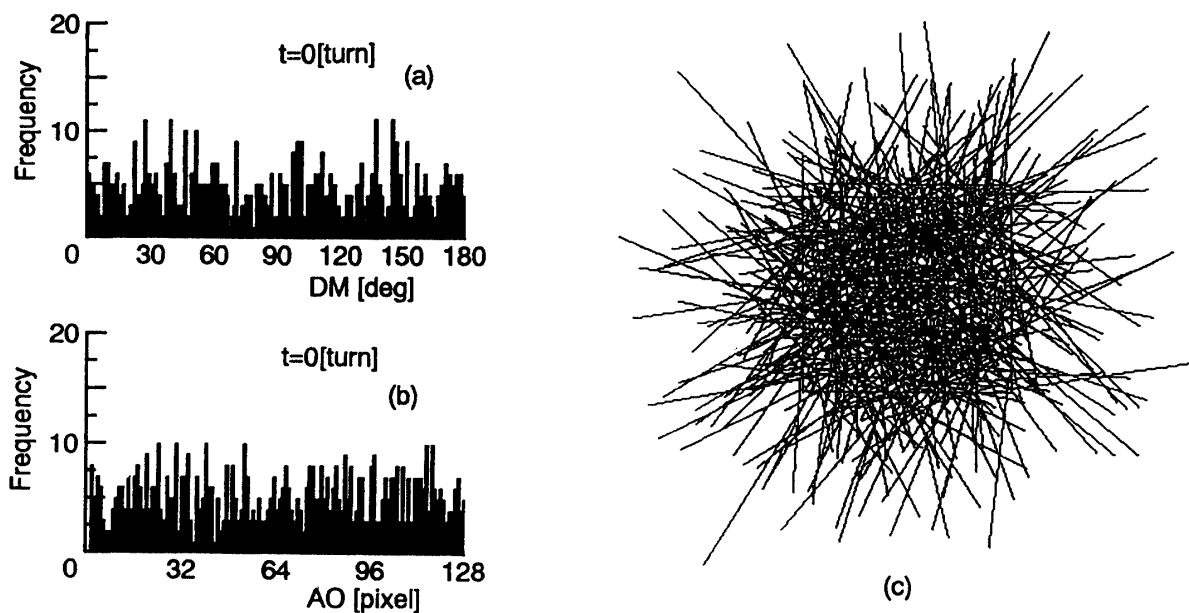 20
t=0[turn]
(a)
Frequency
10
0 30 60 90 120 150 180
DM [deg]
20
t=0[turn]
(b)
Frequency
10
0 32 64 96 128
AO [pixel]
(c)